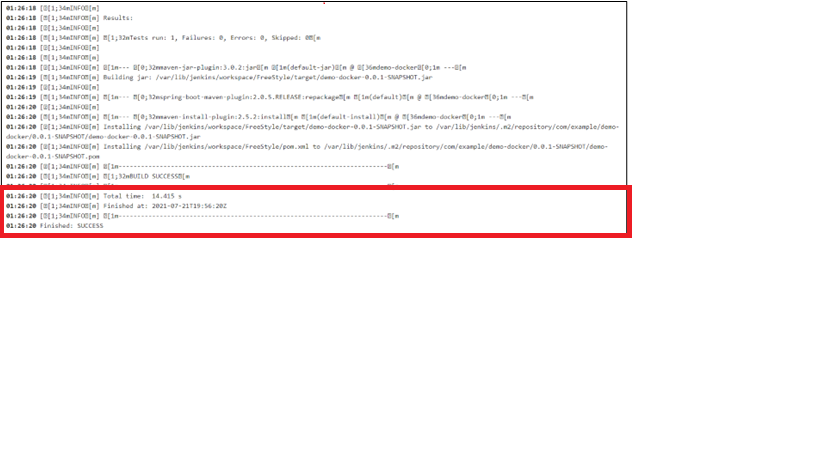 01:26:18 [␛[1;34mINFO␛[m]
01:26:18 [␛[1;34mINFO␛[m] Results:
01:26:18 [␛[1;34mINFO␛[m]
01:26:18 [␛[1;34mINFO␛[m] ␛[1;32mTests run: 1, Failures: 0, Errors: 0, Skipped: 0␛[m
01:26:18 [␛[1;34mINFO␛[m]
01:26:18 [␛[1;34mINFO␛[m]
01:26:18 [␛[1;34mINFO␛[m] ␛[1m--- ␛[0;32mmaven-jar-plugin:3.0.2:jar␛[m ␛[1m(default-jar)␛[m @ ␛[36mdemo-docker␛[0;1m ---␛[m
01:26:19 [␛[1;34mINFO␛[m] Building jar: /var/lib/jenkins/workspace/FreeStyle/target/demo-docker-0.0.1-SNAPSHOT.jar
01:26:19 [␛[1;34mINFO␛[m]
01:26:19 [␛[1;34mINFO␛[m] ␛[1m--- ␛[0;32mspring-boot-maven-plugin:2.0.5.RELEASE:repackage␛[m ␛[1m(default)␛[m @ ␛[36mdemo-docker␛[0;1m ---␛[m
01:26:20 [␛[1;34mINFO␛[m]
01:26:20 [␛[1;34mINFO␛[m] ␛[1m--- ␛[0;32mmaven-install-plugin:2.5.2:install␛[m ␛[1m(default-install)␛[m @ ␛[36mdemo-docker␛[0;1m ---␛[m
01:26:20 [␛[1;34mINFO␛[m] Installing /var/lib/jenkins/workspace/FreeStyle/target/demo-docker-0.0.1-SNAPSHOT.jar to /var/lib/jenkins/.m2/repository/com/example/demo-
docker/0.0.1-SNAPSHOT/demo-docker-0.0.1-SNAPSHOT.jar
01:26:20 [␛[1;34mINFO␛[m] Installing /var/lib/jenkins/workspace/FreeStyle/pom.xml to /var/lib/jenkins/.m2/repository/com/example/demo-docker/0.0.1-SNAPSHOT/demo-
docker-0.0.1-SNAPSHOT.pom
01:26:20 [␛[1;34mINFO␛[m] ␛[1m------------------------------------------------------------------------␛[m
01:26:20 [␛[1;34mINFO␛[m] ␛[1;32mBUILD SUCCESS␛[m
01:26:20 [␛[1;34mINFO␛[m] Total time:  14.415 s
01:26:20 [␛[1;34mINFO␛[m] Finished at: 2021-07-21T19:56:20Z
01:26:20 [␛[1;34mINFO␛[m] ␛[1m------------------------------------------------------------------------␛[m
01:26:20 Finished: SUCCESS